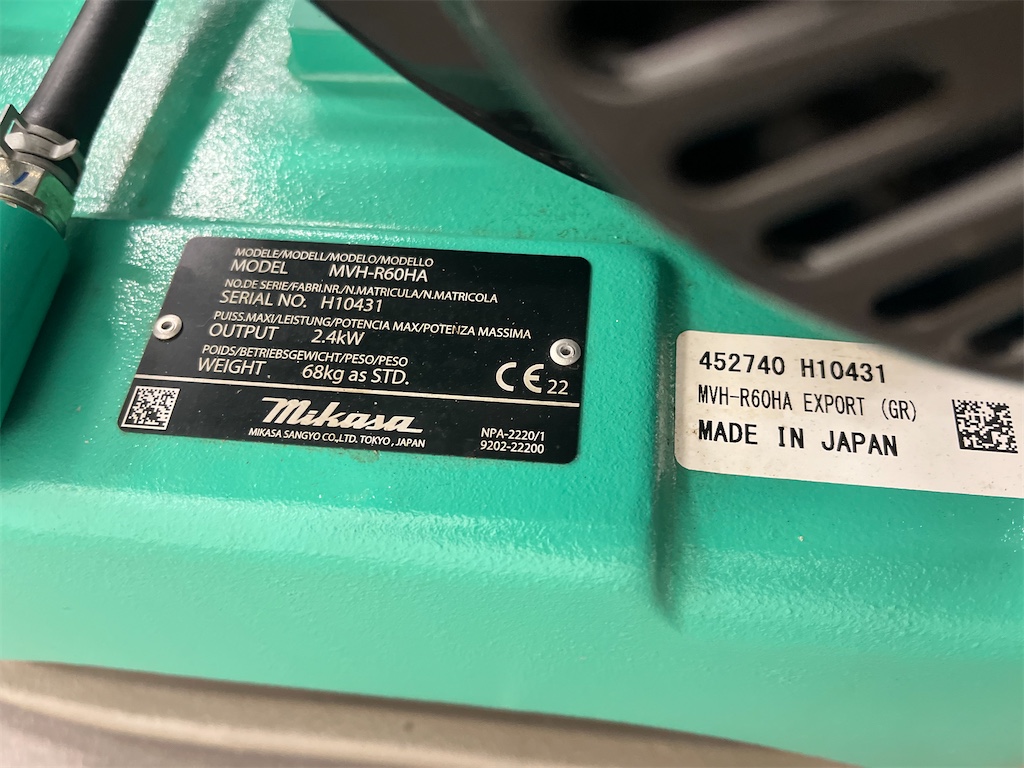 MODELE/MODELL/MODELO/MODELLO
MODEL MVH-R60HA
NO.DE SERIE/FABRI.NR./N.MATRICULA/N.MATRICOLA
SERIAL NO. H10431
PUISS.MAXI/LEISTUNG/POTENCIA MAX/POTENZA MASSIMA
OUTPUT 2.4kW
POIDS/BETRIEBSGEWICHT/PESO/PESO
WEIGHT 68kg as STD.
CE 22
Mikasa
MIKASA SANGYO CO.,LTD. TOKYO, JAPAN
NPA-2220/1
9202-22200
452740 H10431
MVH-R60HA EXPORT (GR)
MADE IN JAPAN